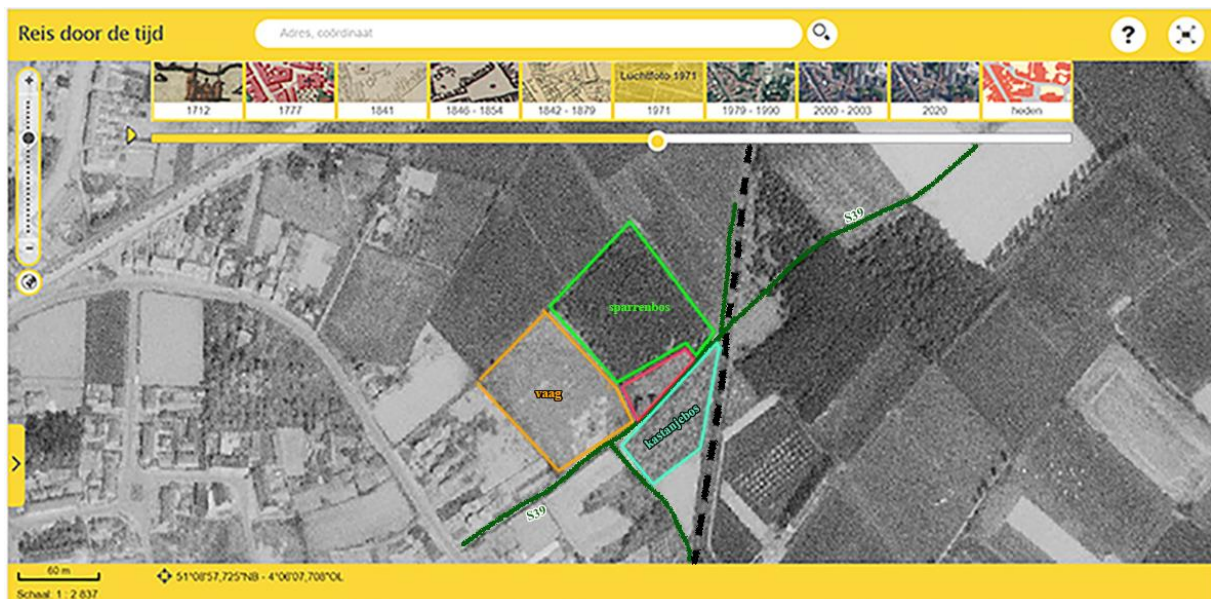 Reis door de tijd
Adres, coördinaat
?
Luchtfoto 1971
1712
1777
1841
1846 - 1854
1842 - 1879
1971
1979 - 1990
2000 - 2003
2020
heden
+
-
S39
sparrenbos
vaag
kastanjebos
S39
60 m
51°08'57,725"NB - 4°06'07,708"OL
Schaal: 1 : 2 837